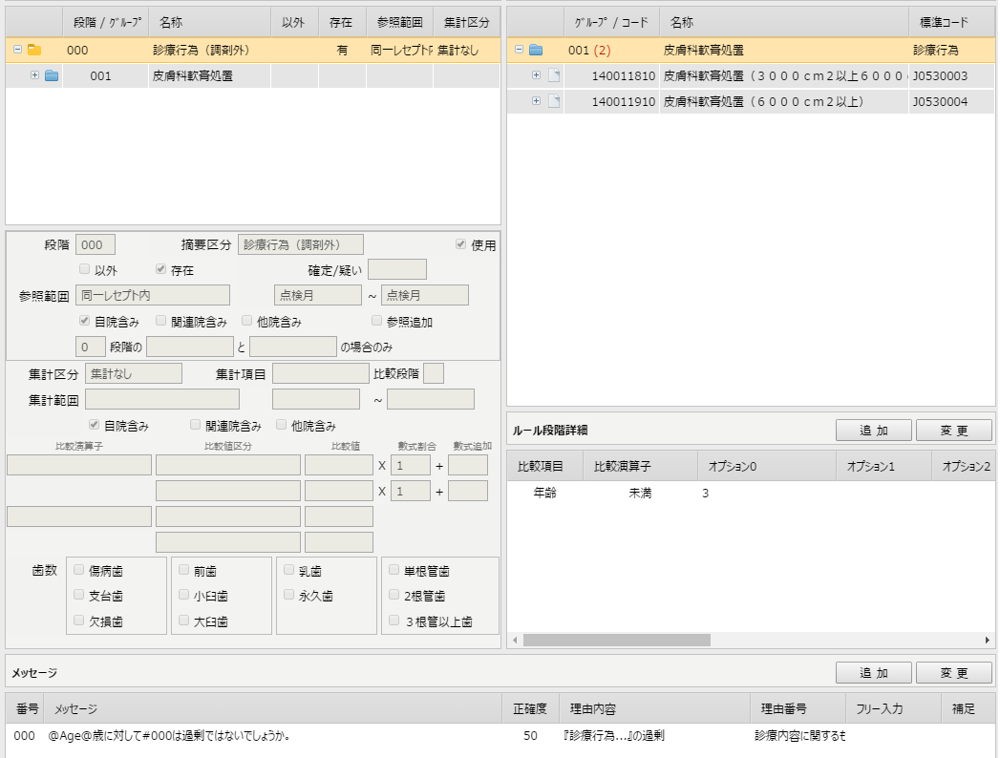 段階 / ｸﾞﾙｰﾌﾟ 名称 以外 存在 参照範囲 集計区分
000 診療行為（調剤外） 有 同一レセプト内 集計なし
001 皮膚科軟膏処置
ｸﾞﾙｰﾌﾟ / コード 名称 標準コード
001 (2) 皮膚科軟膏処置 診療行為
140011810 皮膚科軟膏処置（３０００ｃｍ２以上６０００ J0530003
140011910 皮膚科軟膏処置（６０００ｃｍ２以上） J0530004
段階 000 摘要区分 診療行為（調剤外） 使用
以外 存在 確定/疑い
参照範囲 同一レセプト内 点検月 ～ 点検月
自院含み 関連院含み 他院含み 参照追加
0 段階の と の場合のみ
集計区分 集計なし 集計項目 比較段階
集計範囲 ～
自院含み 関連院含み 他院含み
比較演算子 比較値区分 比較値 数式割合 数式追加
X 1 +
X 1 +
歯数 傷病歯 前歯 乳歯 単根管歯
支台歯 小臼歯 永久歯 2根管歯
欠損歯 大臼歯 ３根管以上歯
ルール段階詳細 追 加 変 更
比較項目 比較演算子 オプション0 オプション1 オプション2
年齢 未満 3
メッセージ 追 加 変 更
番号 メッセージ 正確度 理由内容 理由番号 フリー入力 補足
000 @Age@歳に対して#000は過剰ではないでしょうか。 50 『診療行為...』の過剰 診療内容に関するも